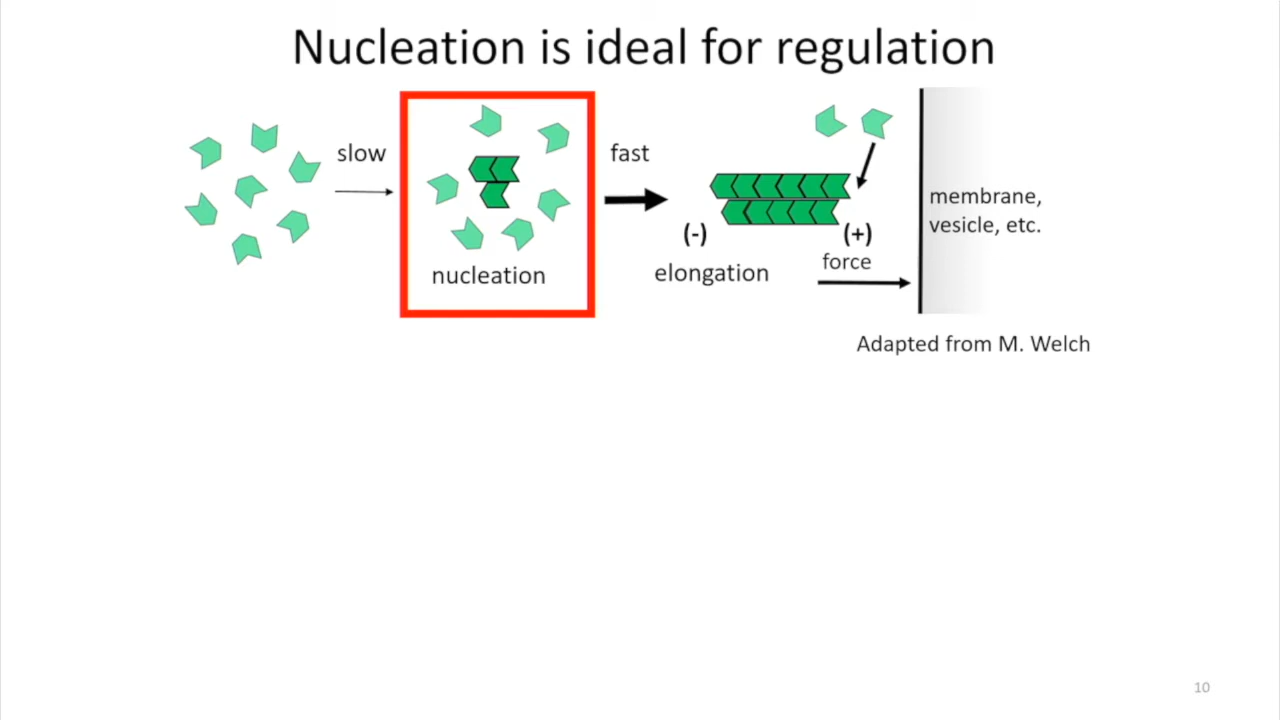 Nucleation is ideal for regulation
slow
nucleation
fast
(-)
elongation
(+)
force
membrane,
vesicle, etc.
Adapted from M. Welch
10